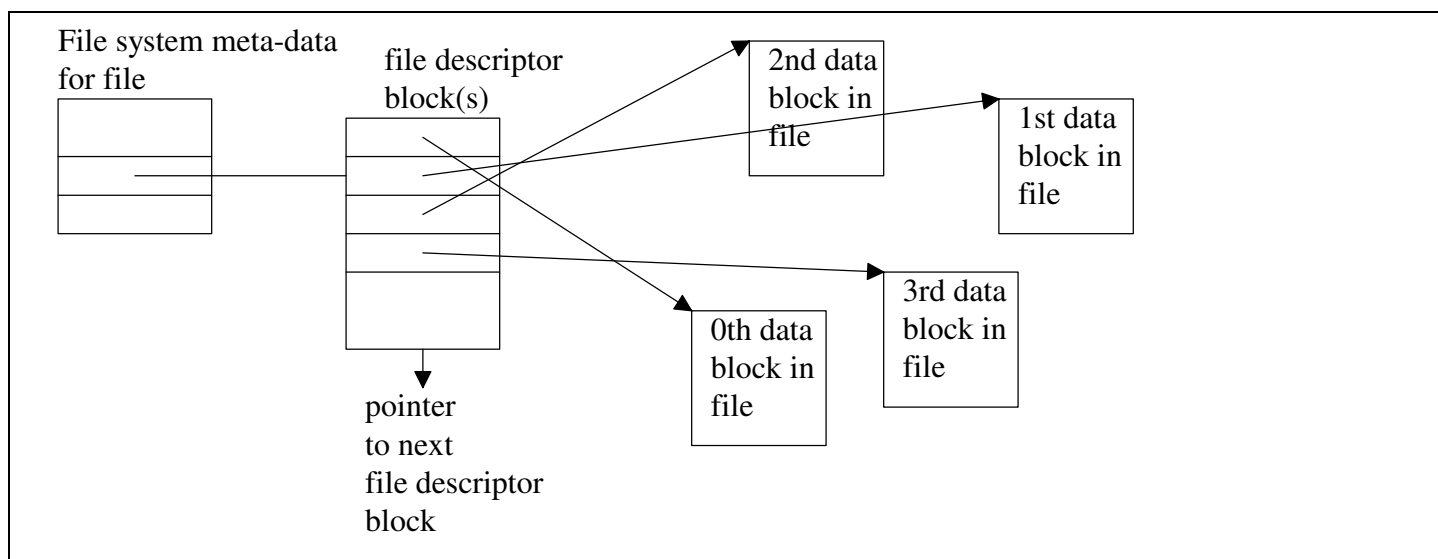 File system meta-data
for file
file descriptor
block(s)
2nd data
block in
file
1st data
block in
file
3rd data
block in
file
0th data
block in
file
pointer
to next
file descriptor
block